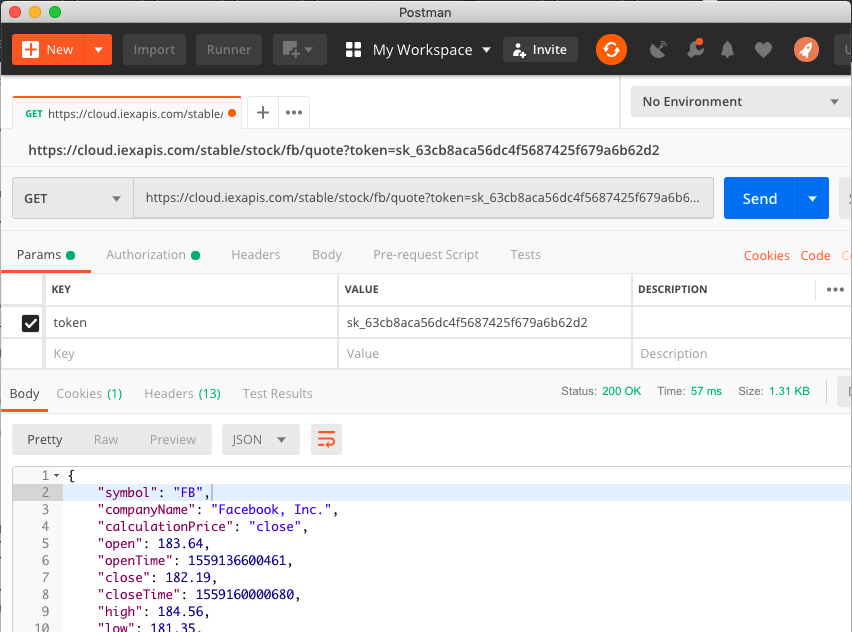 Postman
New Import Runner My Workspace Invite
GET https://cloud.iexapis.com/stable/ No Environment
https://cloud.iexapis.com/stable/stock/fb/quote?token=sk_63cb8aca56dc4f5687425f679a6b62d2
GET https://cloud.iexapis.com/stable/stock/fb/quote?token=sk_63cb8aca56dc4f5687425f679a6b6... Send
Params Authorization Headers Body Pre-request Script Tests Cookies Code
KEY VALUE DESCRIPTION
token sk_63cb8aca56dc4f5687425f679a6b62d2
Key Value Description
Body Cookies (1) Headers (13) Test Results Status: 200 OK Time: 57 ms Size: 1.31 KB
Pretty Raw Preview JSON
1 {
2 "symbol": "FB",
3 "companyName": "Facebook, Inc.",
4 "calculationPrice": "close",
5 "open": 183.64,
6 "openTime": 1559136600461,
7 "close": 182.19,
8 "closeTime": 1559160000680,
9 "high": 184.56,
10 "low": 181.35,